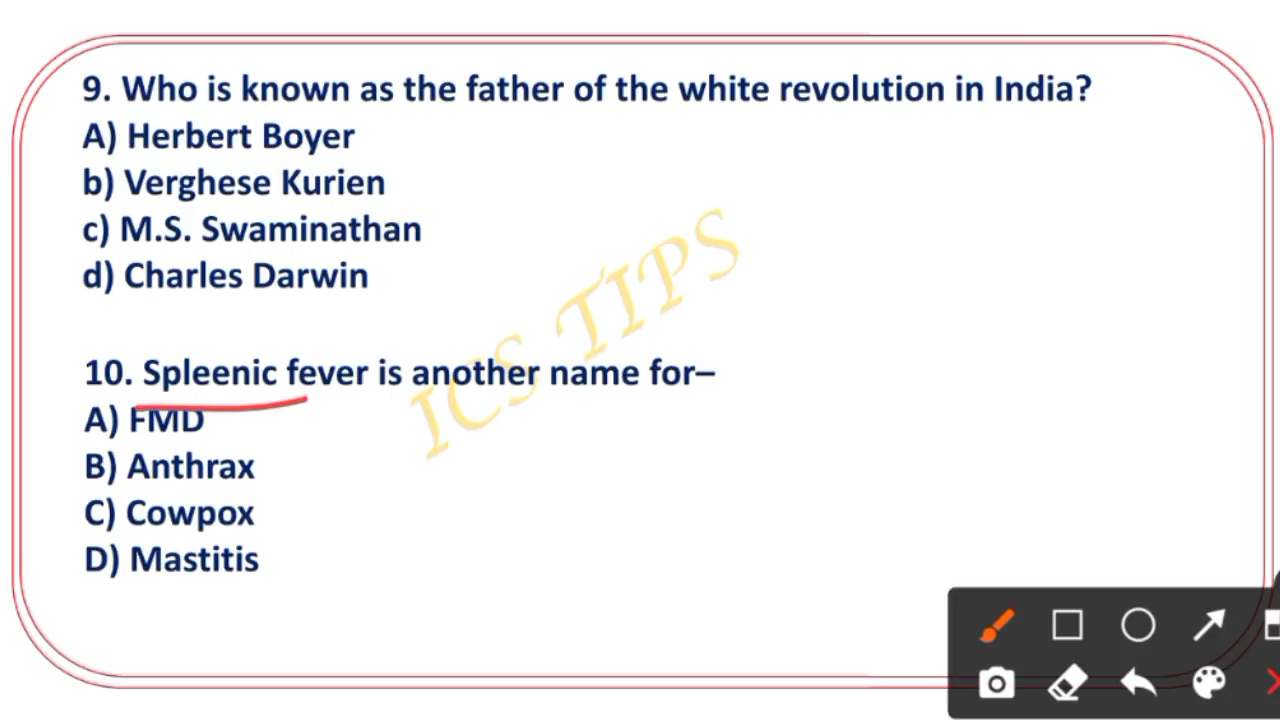 9. Who is known as the father of the white revolution in India?
A) Herbert Boyer
b) Verghese Kurien
c) M.S. Swaminathan
d) Charles Darwin
10. Spleenic fever is another name for–
A) FMD
B) Anthrax
C) Cowpox
D) Mastitis
ICS TIPS